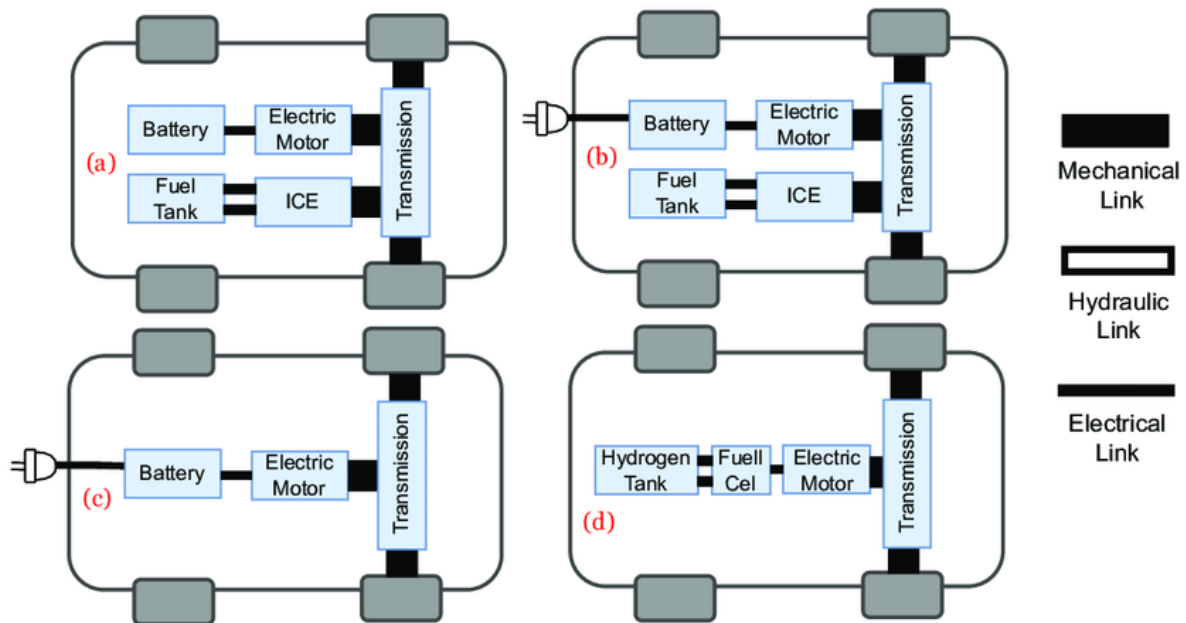 Battery
Electric
Motor
(a)
Fuel
Tank
ICE
Transmission
Battery
Electric
Motor
(b)
Fuel
Tank
ICE
Transmission
Battery
Electric
Motor
(c)
Transmission
Hydrogen
Tank
Fuell
Cel
Electric
Motor
(d)
Transmission
Mechanical
Link
Hydraulic
Link
Electrical
Link